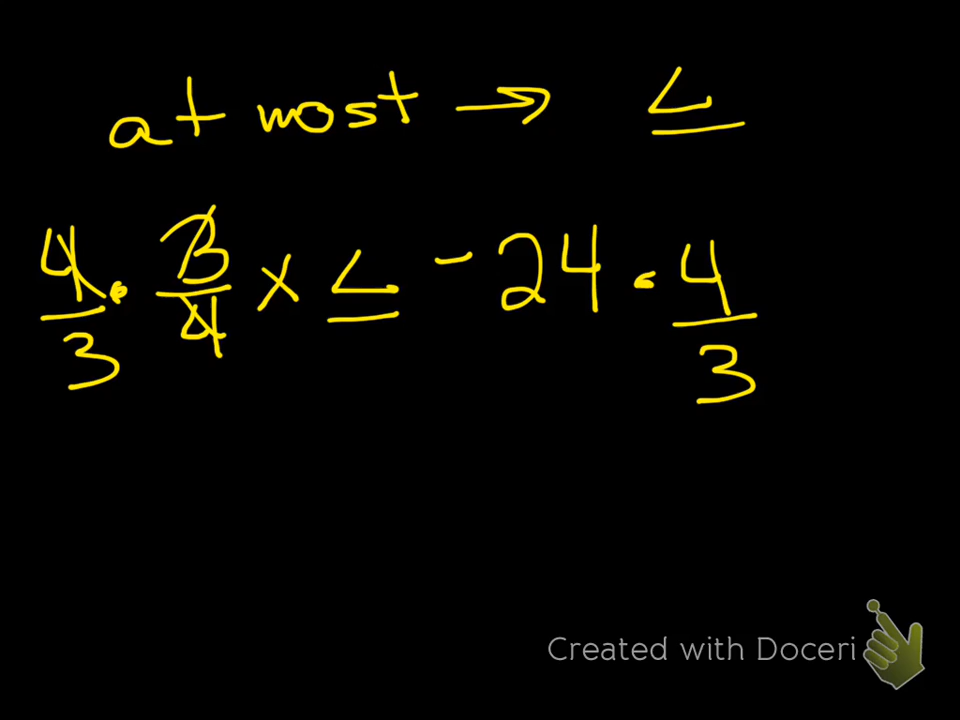 at most → ≤
4/3 · 3/4 x ≤ -24 · 4/3
Created with Doceri